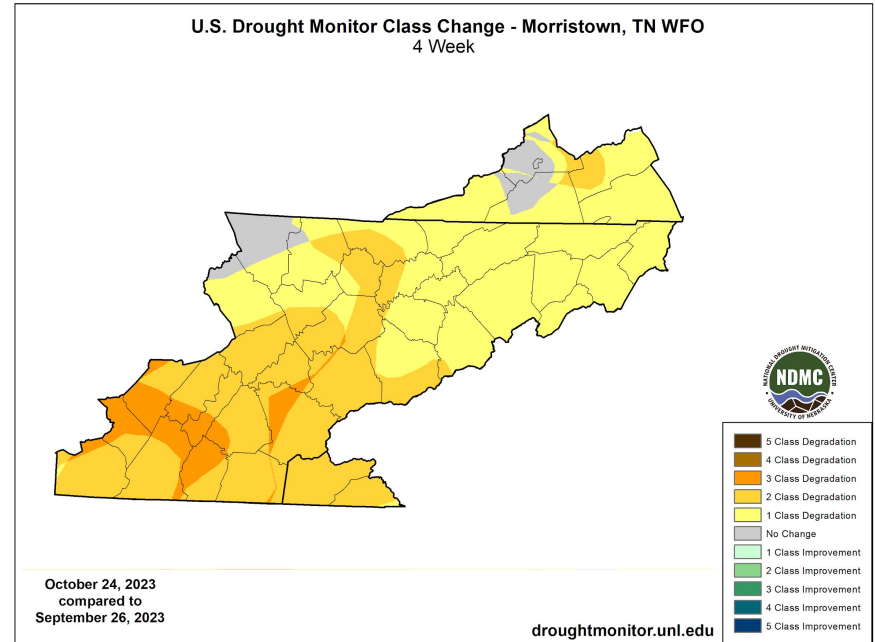 U.S. Drought Monitor Class Change - Morristown, TN WFO
4 Week
NATIONAL DROUGHT MITIGATION CENTER
NDMC
UNIVERSITY OF NEBRASKA
5 Class Degradation
4 Class Degradation
3 Class Degradation
2 Class Degradation
1 Class Degradation
No Change
1 Class Improvement
2 Class Improvement
3 Class Improvement
4 Class Improvement
5 Class Improvement
October 24, 2023
compared to
September 26, 2023
droughtmonitor.unl.edu